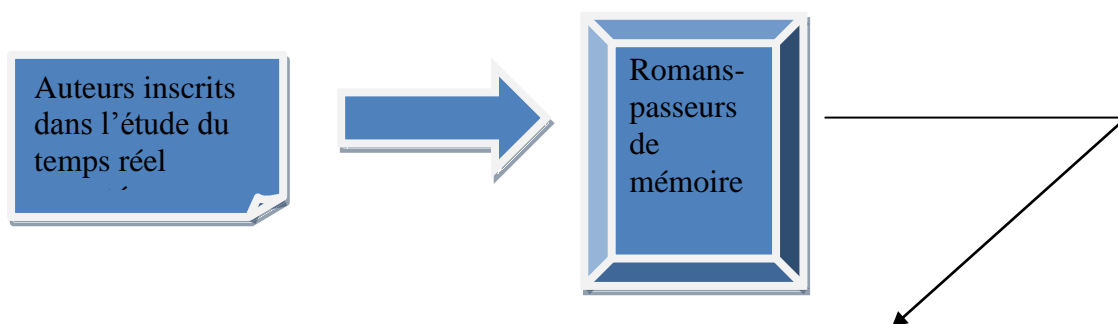 Auteurs inscrits
dans l’étude du
temps réel
Romans-
passeurs
de
mémoire